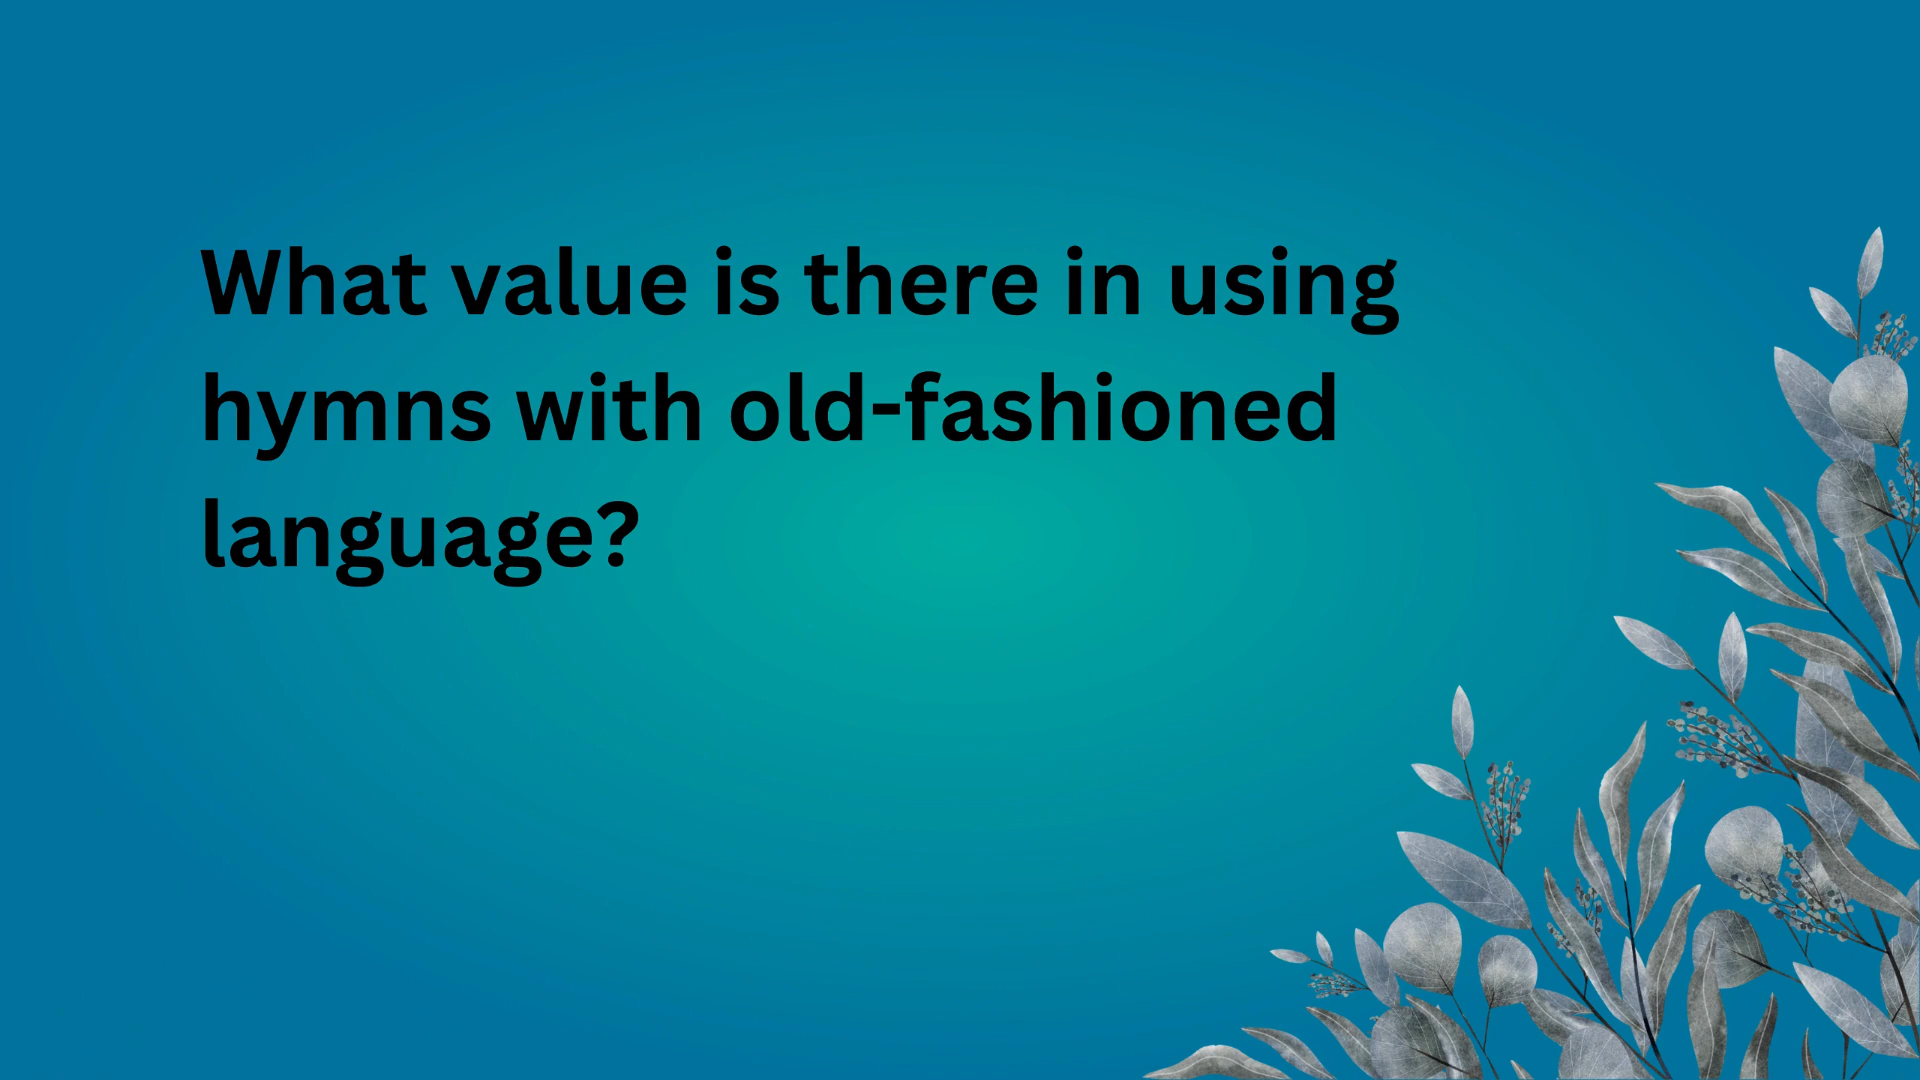 What value is there in using
hymns with old-fashioned
language?